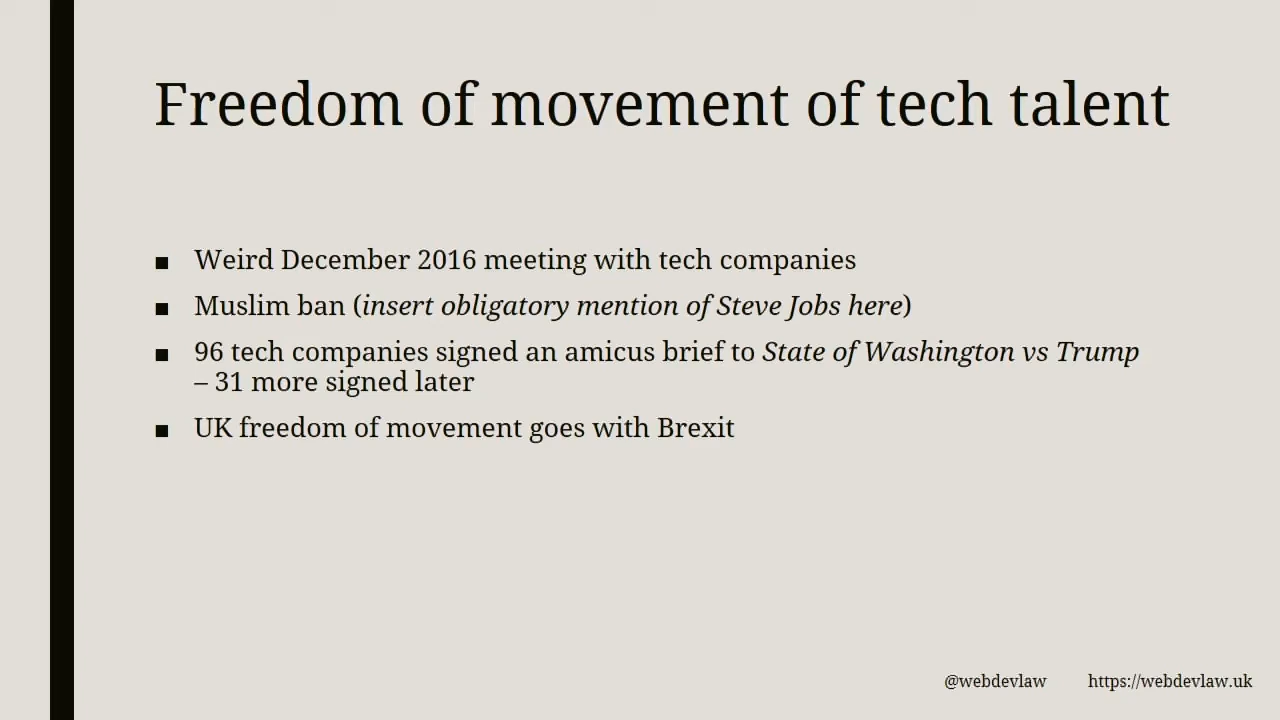 Freedom of movement of tech talent
■ Weird December 2016 meeting with tech companies
■ Muslim ban (insert obligatory mention of Steve Jobs here)
■ 96 tech companies signed an amicus brief to State of Washington vs Trump
– 31 more signed later
■ UK freedom of movement goes with Brexit
@webdevlaw https://webdevlaw.uk